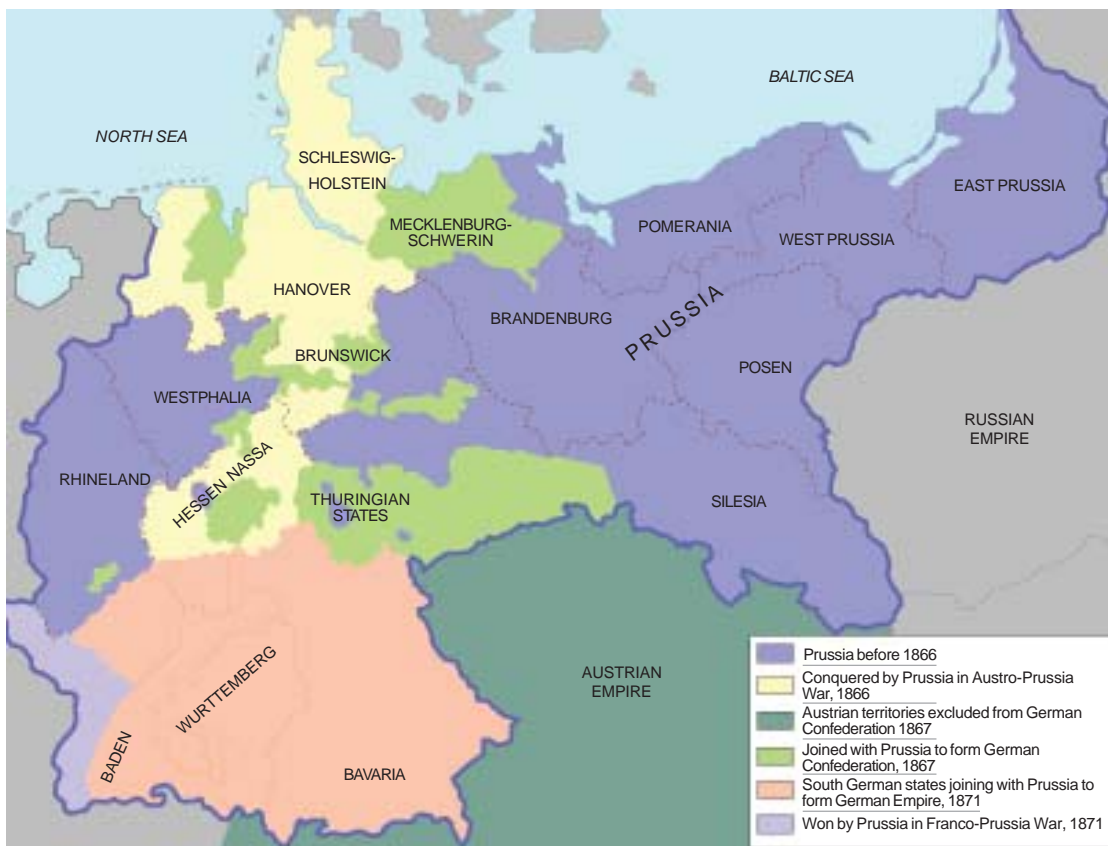 BALTIC SEA
NORTH SEA
SCHLESWIG-
HOLSTEIN
EAST PRUSSIA
MECKLENBURG-
SCHWERIN
POMERANIA
WEST PRUSSIA
HANOVER
BRANDENBURG
PRUSSIA
BRUNSWICK
POSEN
WESTPHALIA
RUSSIAN
EMPIRE
RHINELAND
HESSEN NASSA
THURINGIAN
STATES
SILESIA
AUSTRIAN
EMPIRE
WURTTEMBERG
BADEN
BAVARIA
Prussia before 1866
Conquered by Prussia in Austro-Prussia
War, 1866
Austrian territories excluded from German
Confederation 1867
Joined with Prussia to form German
Confederation, 1867
South German states joining with Prussia to
form German Empire, 1871
Won by Prussia in Franco-Prussia War, 1871